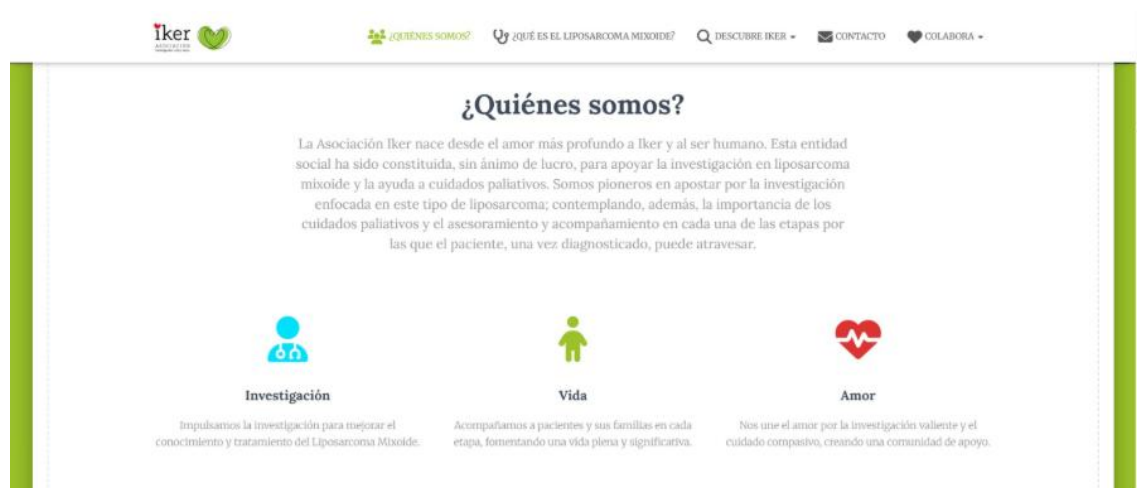 iker
ASOCIACIÓN
¿QUIÉNES SOMOS?
¿QUÉ ES EL LIPOSARCOMA MIXOIDE?
DESCUBRE IKER
CONTACTO
COLABORA
¿Quiénes somos?
La Asociación Iker nace desde el amor más profundo a Iker y al ser humano. Esta entidad
social ha sido constituida, sin ánimo de lucro, para apoyar la investigación en liposarcoma
mixoide y la ayuda a cuidados paliativos. Somos pioneros en apostar por la investigación
enfocada en este tipo de liposarcoma; contemplando, además, la importancia de los
cuidados paliativos y el asesoramiento y acompañamiento en cada una de las etapas por
las que el paciente, una vez diagnosticado, puede atravesar.
Investigación
Impulsamos la investigación para mejorar el
conocimiento y tratamiento del Liposarcoma Mixoide.
Vida
Acompañamos a pacientes y sus familias en cada
etapa, fomentando una vida plena y significativa.
Amor
Nos une el amor por la investigación valiente y el
cuidado compasivo, creando una comunidad de apoyo.